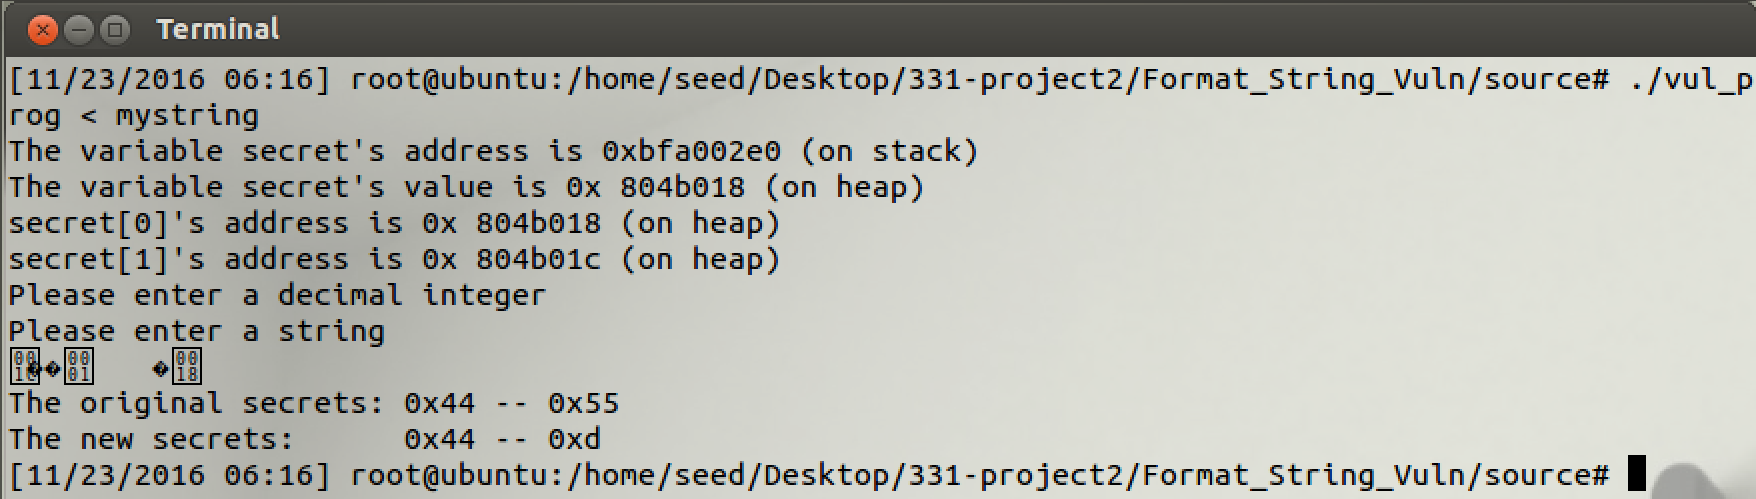 Terminal
[11/23/2016 06:16] root@ubuntu:/home/seed/Desktop/331-project2/Format_String_Vuln/source# ./vul_p
rog < mystring
The variable secret's address is 0xbfa002e0 (on stack)
The variable secret's value is 0x 804b018 (on heap)
secret[0]'s address is 0x 804b018 (on heap)
secret[1]'s address is 0x 804b01c (on heap)
Please enter a decimal integer
Please enter a string
The original secrets: 0x44 -- 0x55
The new secrets:      0x44 -- 0xd
[11/23/2016 06:16] root@ubuntu:/home/seed/Desktop/331-project2/Format_String_Vuln/source#